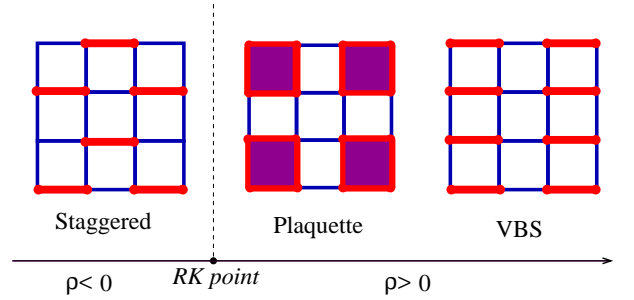 Staggered
Plaquette
VBS
RK point
ρ< 0
ρ> 0